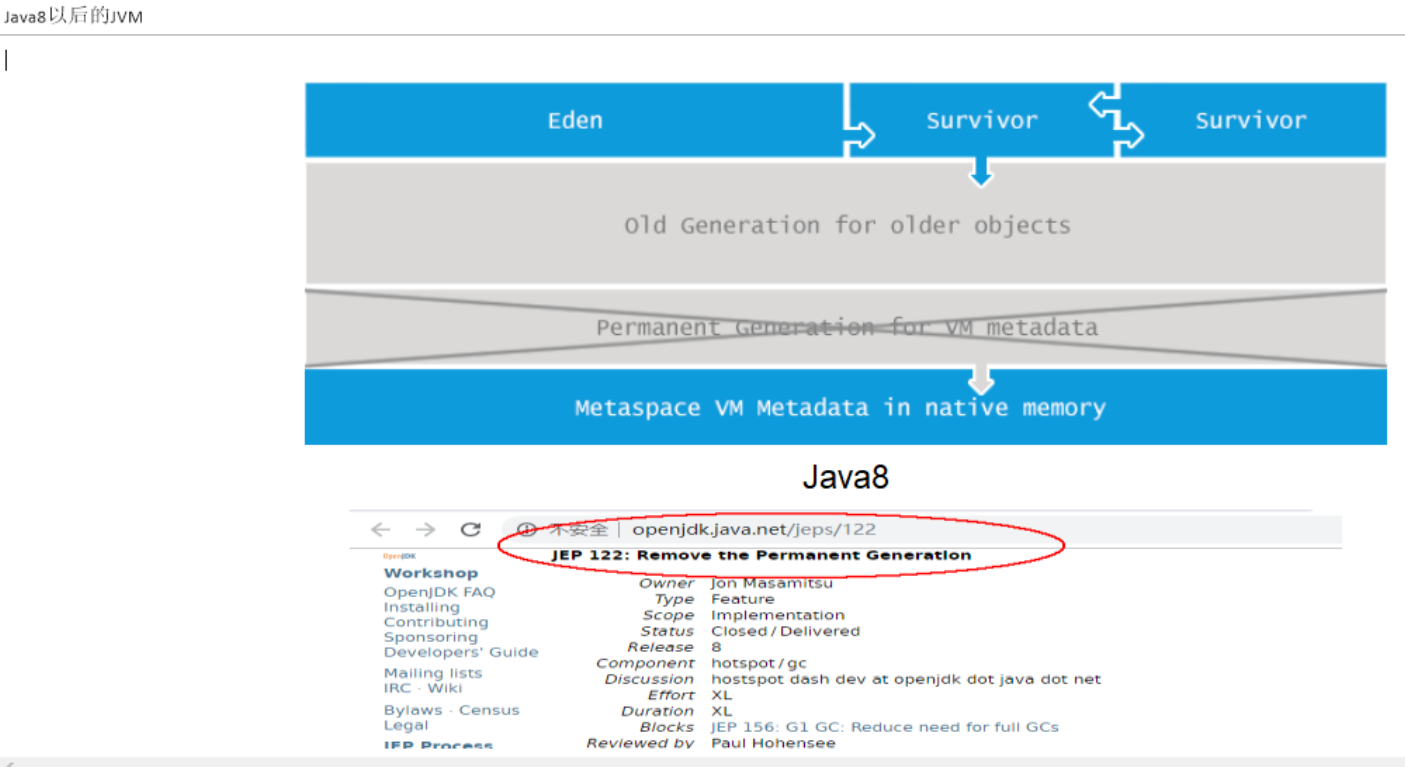 Java8以后的JVM
Eden
Survivor
Survivor
Old Generation for older objects
Permanent Generation for VM metadata
Metaspace VM Metadata in native memory
Java8
不安全 | openjdk.java.net/jeps/122
OpenJDK
JEP 122: Remove the Permanent Generation
Workshop
OpenJDK FAQ
Installing
Contributing
Sponsoring
Developers' Guide
Mailing lists
IRC · Wiki
Bylaws · Census
Legal
JEP Process
Owner Jon Masamitsu
Type Feature
Scope Implementation
Status Closed / Delivered
Release 8
Component hotspot / gc
Discussion hostspot dash dev at openjdk dot java dot net
Effort XL
Duration XL
Blocks JEP 156: G1 GC: Reduce need for full GCs
Reviewed by Paul Hohensee